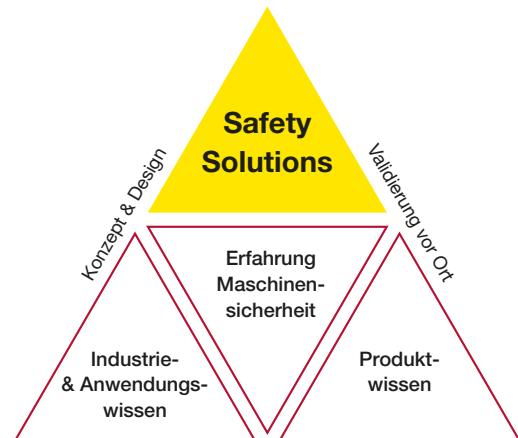 Safety
Solutions
Konzept & Design
Validierung vor Ort
Erfahrung
Maschinen-
sicherheit
Industrie-
& Anwendungs-
wissen
Produkt-
wissen